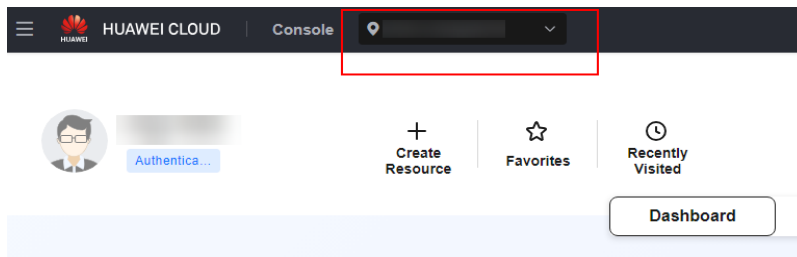 HUAWEI
HUAWEI CLOUD
Console
Authentica...
Create
Resource
Favorites
Recently
Visited
Dashboard